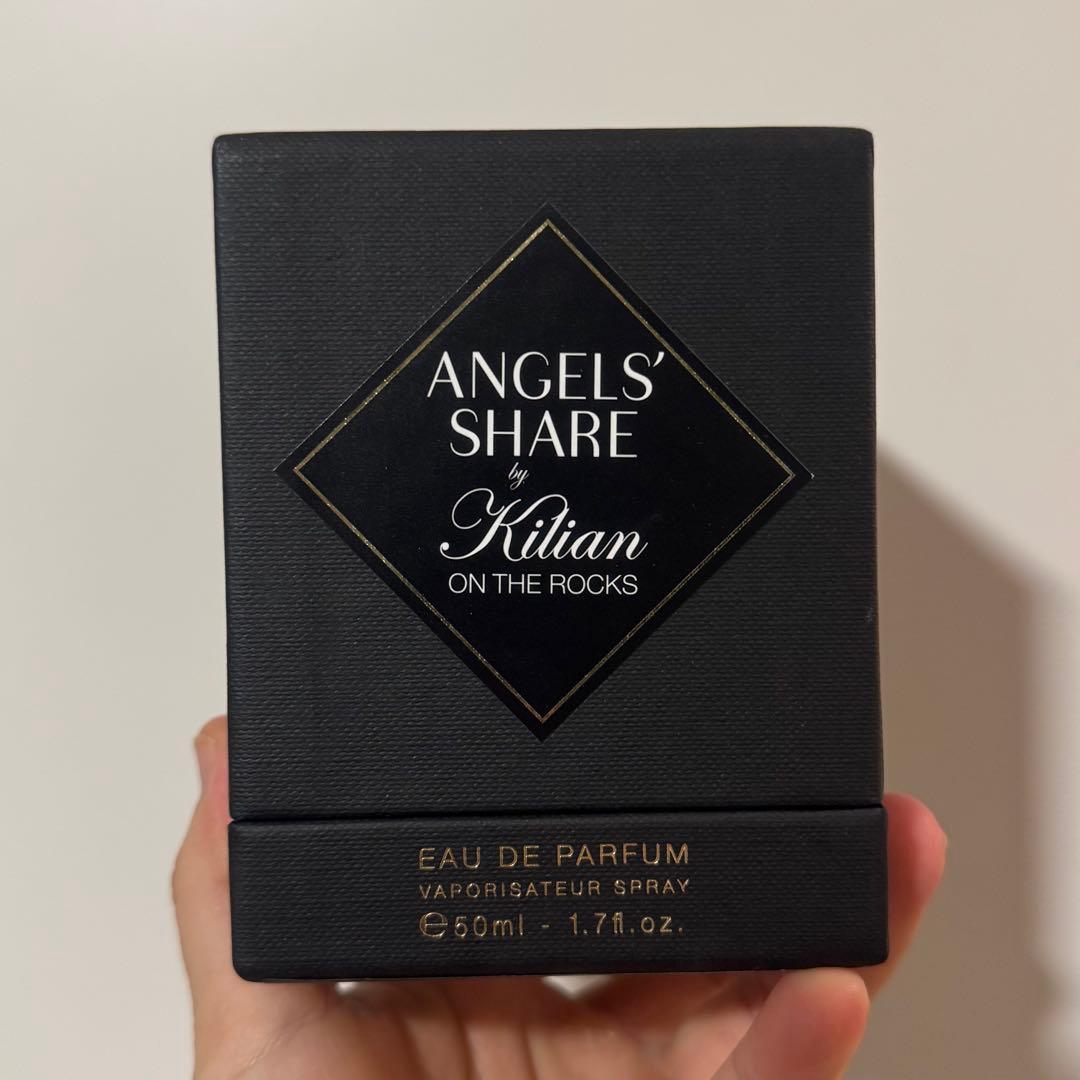 ANGELS’
SHARE
by
Kilian
ON THE ROCKS
EAU DE PARFUM
VAPORISATEUR SPRAY
℮50ml - 1.7fl.oz.